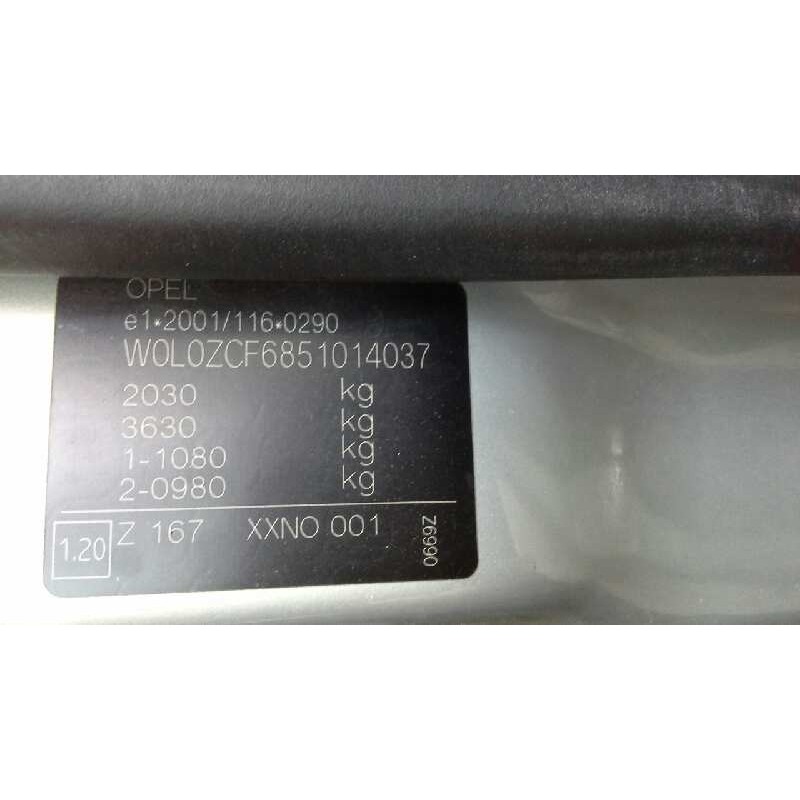 OPEL
e1*2001/116*0290
W0L0ZCF6851014037
2030 kg
3630 kg
1-1080 kg
2-0980 kg
1.20 Z 167 XXNO 001
0669Z